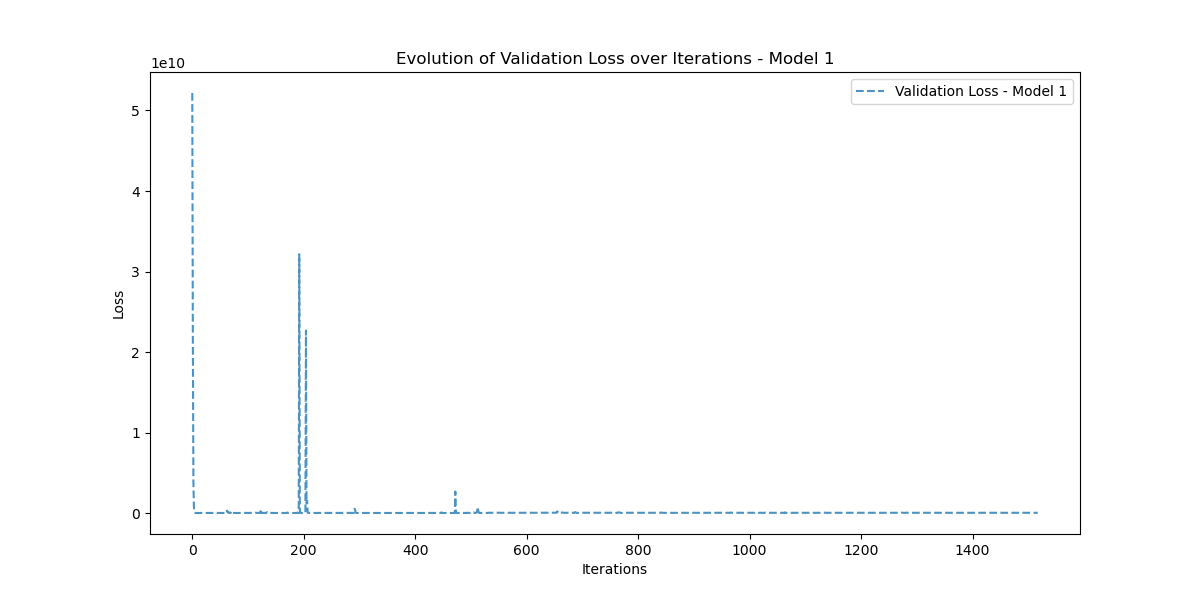 Evolution of Validation Loss over Iterations - Model 1
1e10
Validation Loss - Model 1
5
4
3
2
1
0
Loss
0 200 400 600 800 1000 1200 1400
Iterations